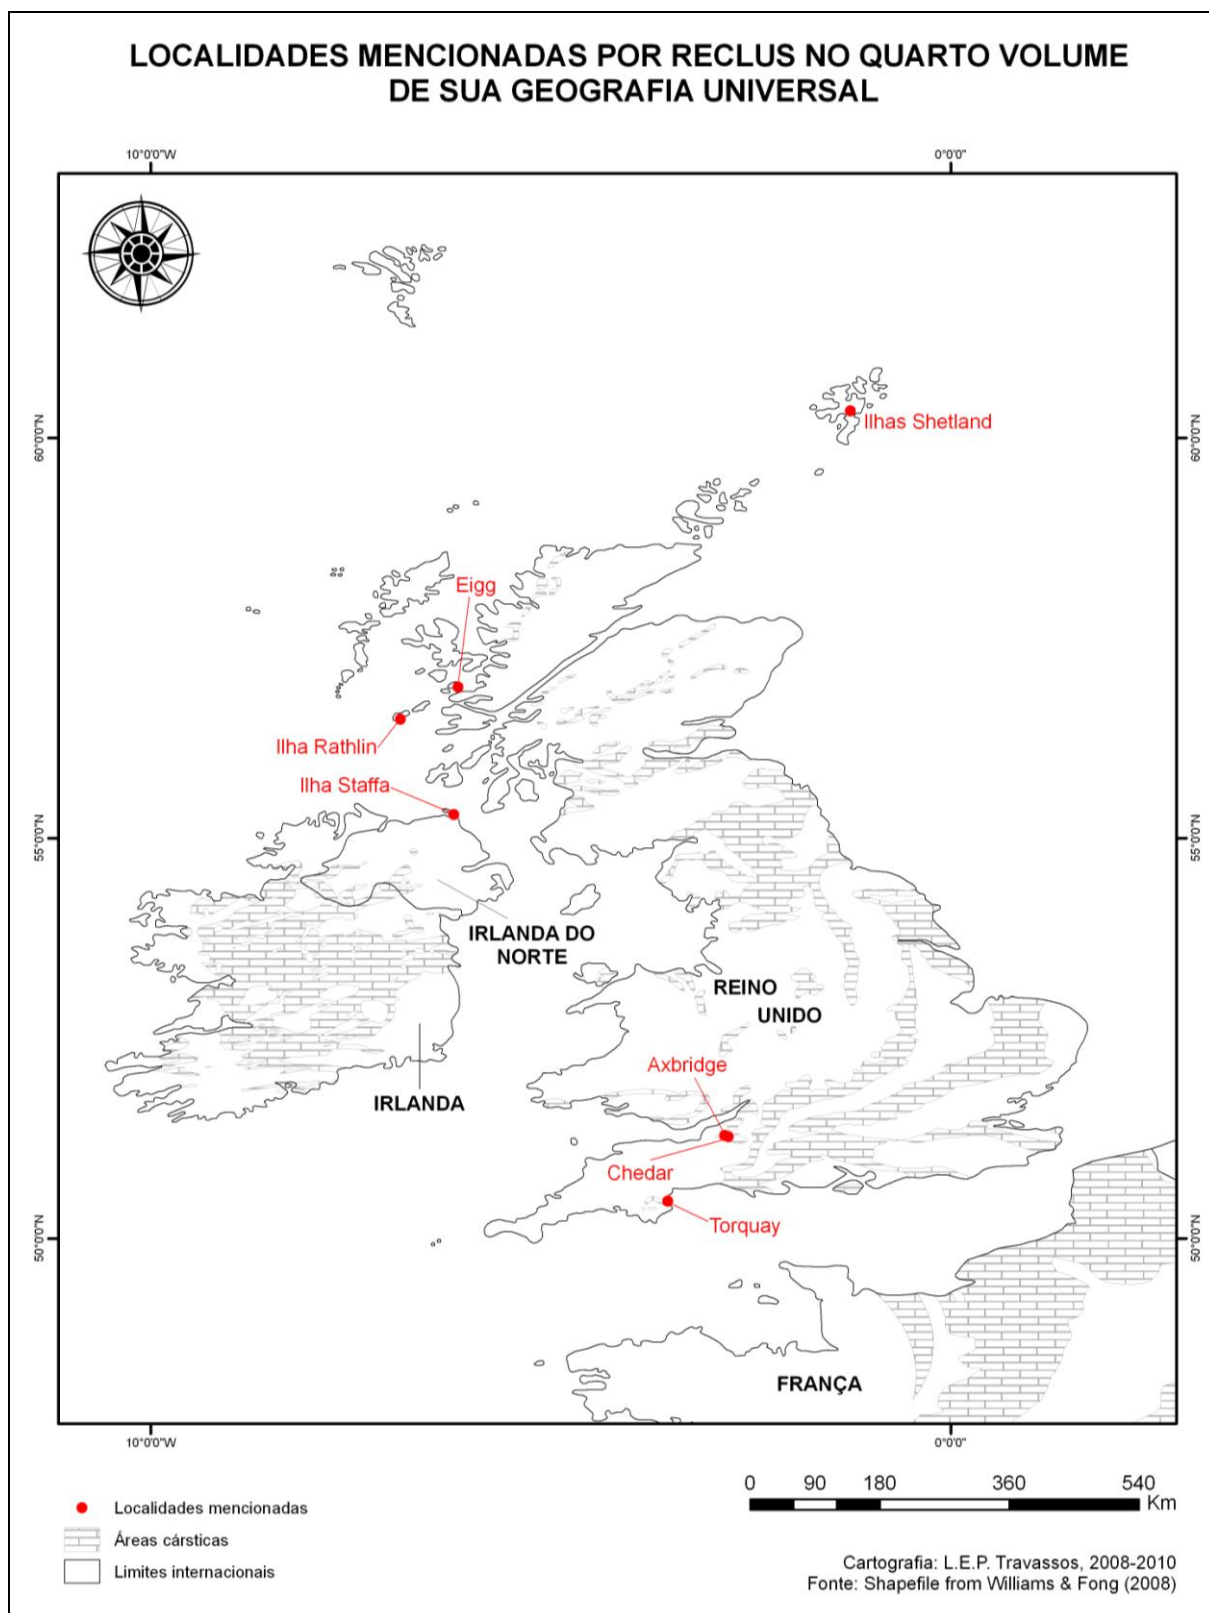 LOCALIDADES MENCIONADAS POR RECLUS NO QUARTO VOLUME
DE SUA GEOGRAFIA UNIVERSAL
10°0'0"W
0°0'0"
60°0'0"N
60°0'0"N
Ilhas Shetland
Eigg
Ilha Rathlin
Ilha Staffa
55°0'0"N
55°0'0"N
IRLANDA DO
NORTE
REINO
UNIDO
Axbridge
IRLANDA
Chedar
Torquay
50°0'0"N
50°0'0"N
FRANÇA
10°0'0"W
0°0'0"
0 90 180 360 540
Km
Localidades mencionadas
Áreas cársticas
Limites internacionais
Cartografia: L.E.P. Travassos, 2008-2010
Fonte: Shapefile from Williams & Fong (2008)